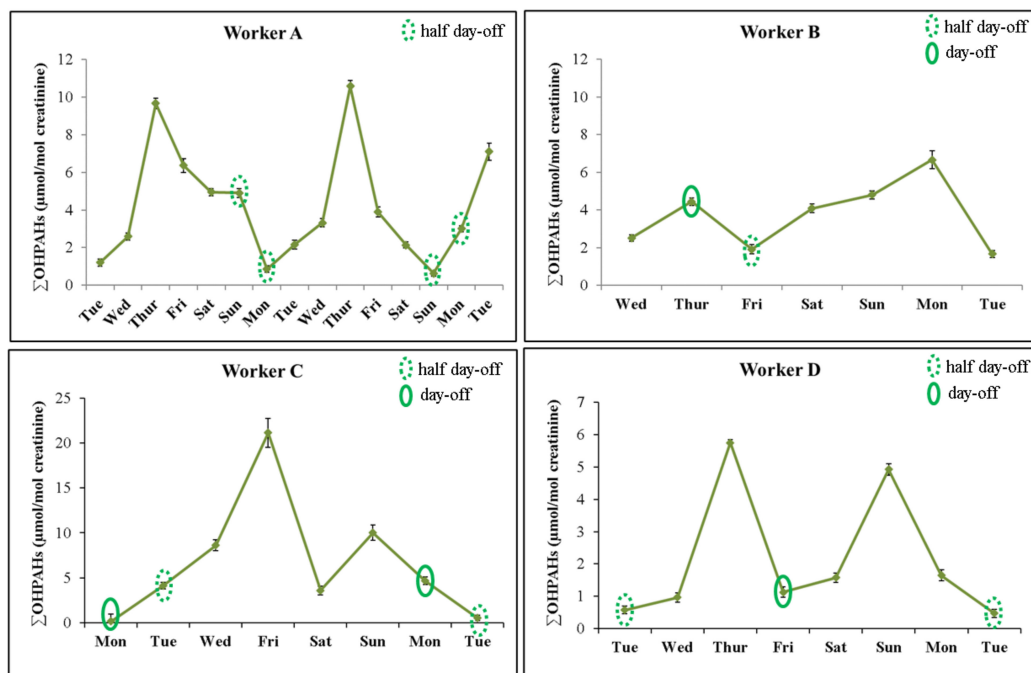 Worker A
half day-off
∑OHPAHs (µmol/mol creatinine)
12
10
8
6
4
2
0
Tue Wed Thur Fri Sat Sun Mon Tue Wed Thur Fri Sat Sun Mon Tue
Worker B
half day-off
day-off
∑OHPAHs (µmol/mol creatinine)
12
10
8
6
4
2
0
Wed Thur Fri Sat Sun Mon Tue
Worker C
half day-off
day-off
∑OHPAHs (µmol/mol creatinine)
25
20
15
10
5
0
Mon Tue Wed Fri Sat Sun Mon Tue
Worker D
half day-off
day-off
∑OHPAHs (µmol/mol creatinine)
7
6
5
4
3
2
1
0
Tue Wed Thur Fri Sat Sun Mon Tue